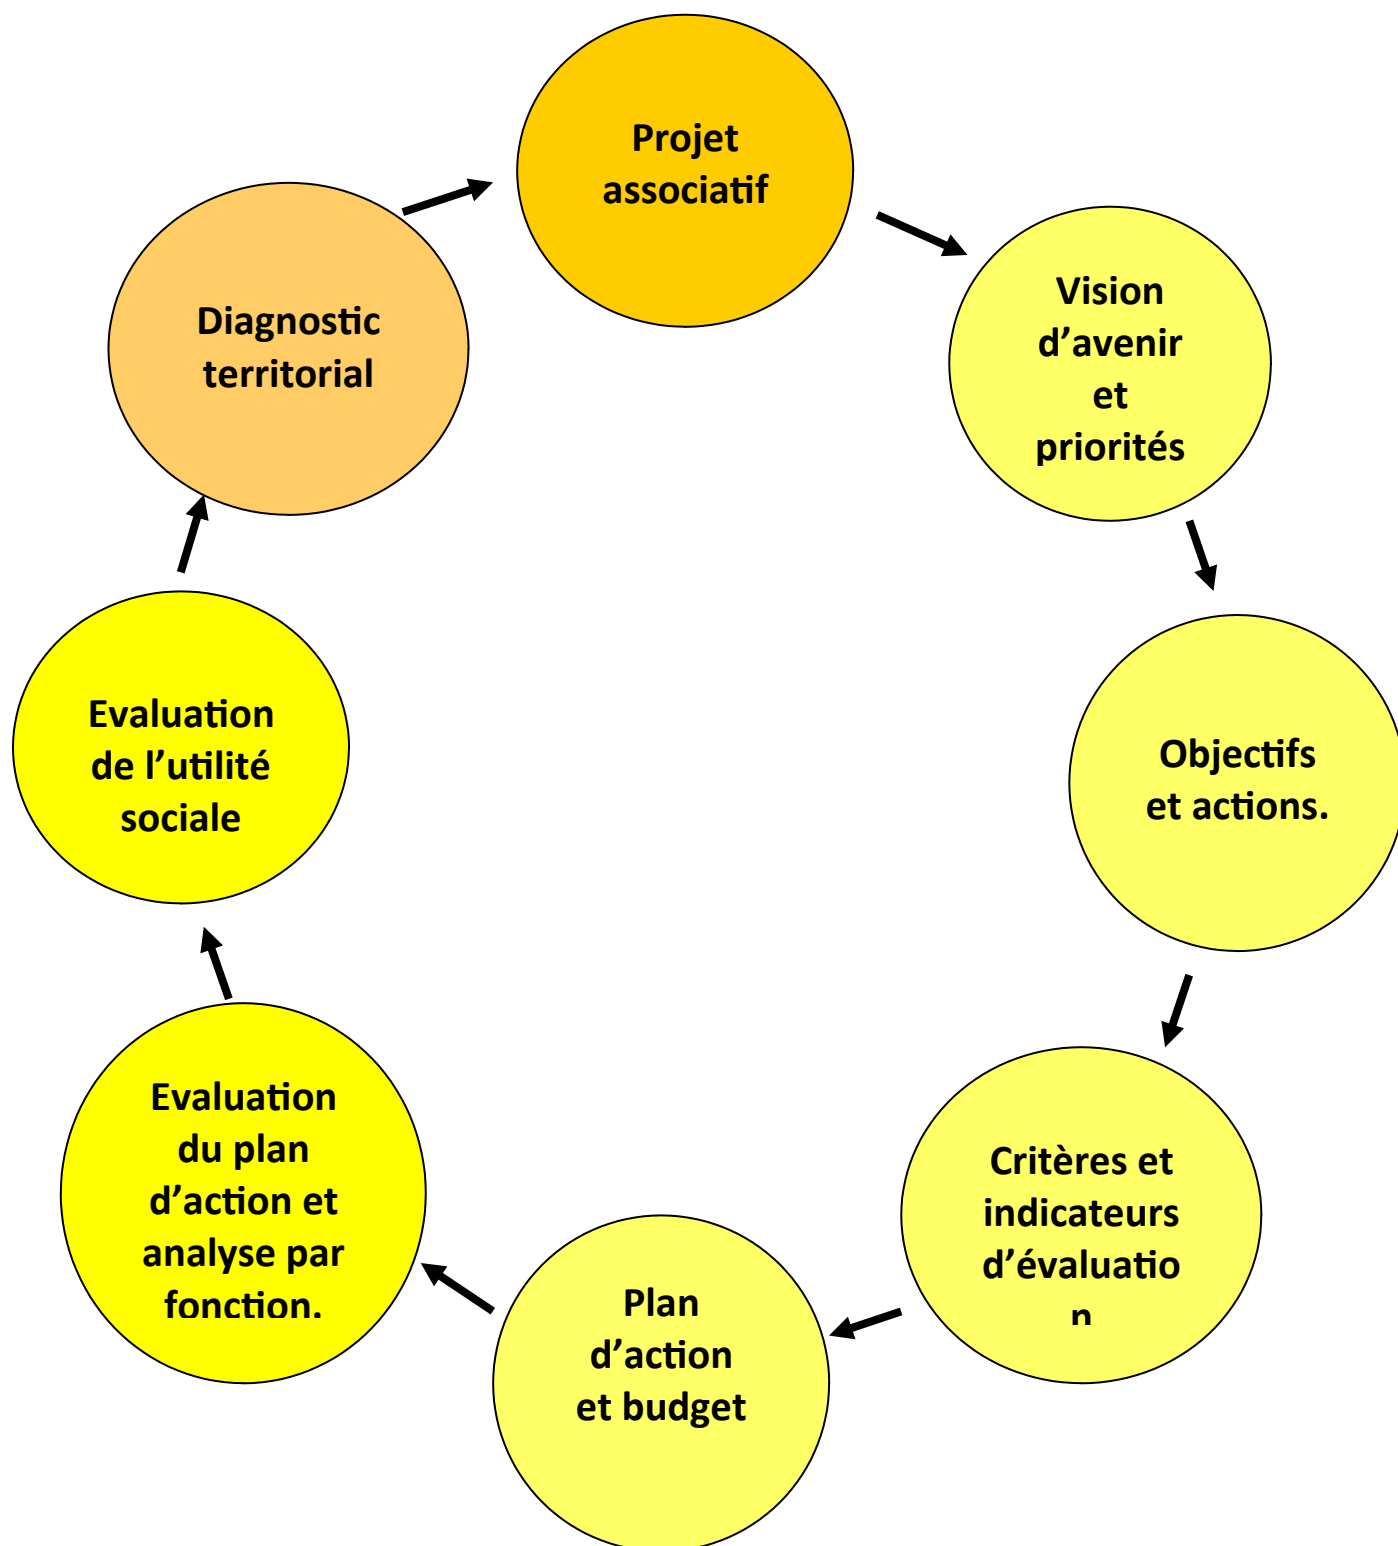 Projet
associatif
Vision
d’avenir
et
priorités
Objectifs
et actions.
Critères et
indicateurs
d’évaluatio
n
Plan
d’action
et budget
Evaluation
du plan
d’action et
analyse par
fonction.
Evaluation
de l’utilité
sociale
Diagnostic
territorial